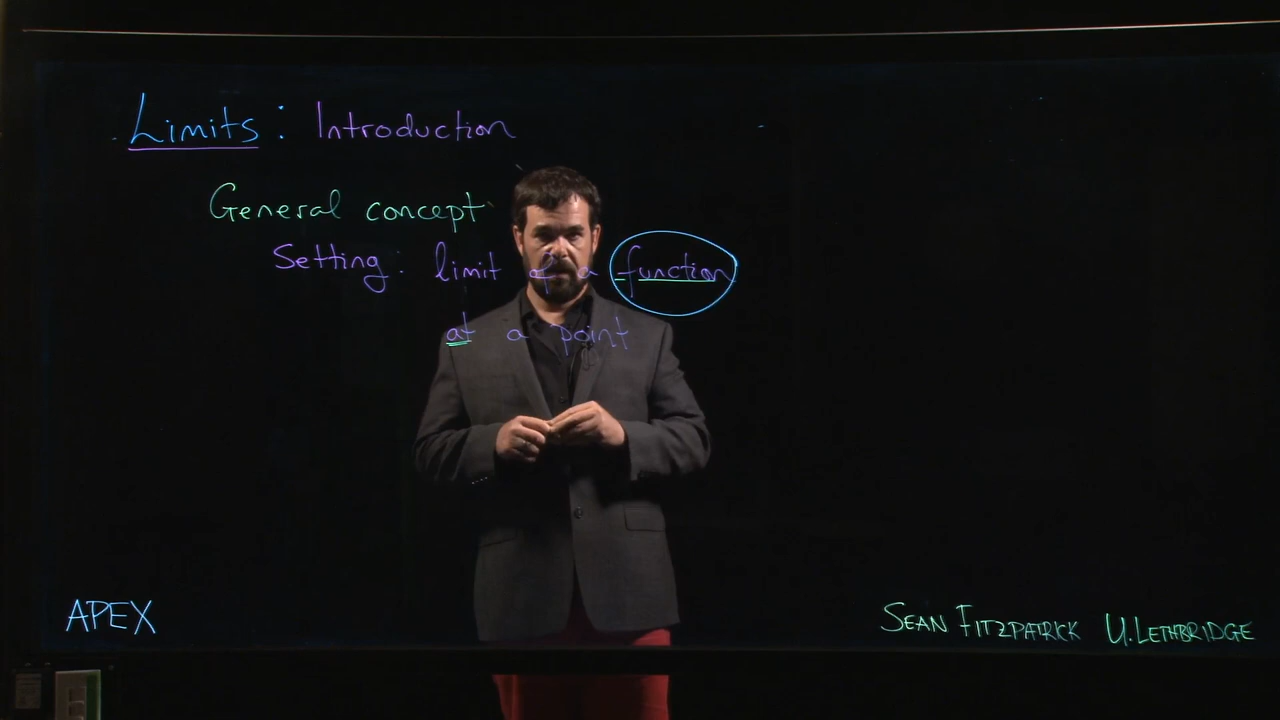 Limits: Introduction
General concept
Setting: limit of a function
at a point
APEX
SEAN FITZPATRICK U. LETHBRIDGE